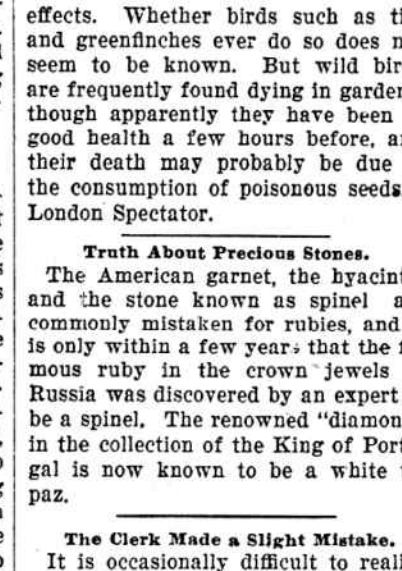 effects. Whether birds such as ti
and greenfinches ever do so does n
seem to be known. But wild bir
are frequently found dying in garder
though apparently they have been
good health a few hours before, a
their death may probably be due
the consumption of poisonous seeds
London Spectator.
Truth About Precious Stones.
The American garnet, the hyacint
and the stone known as spinel a
commonly mistaken for rubies, and
is only within a few years that the f
mous ruby in the crown jewels
Russia was discovered by an expert
be a spinel. The renowned "diamon
in the collection of the King of Port
gal is now known to be a white t
paz.
The Clerk Made a Slight Mistake.
It is occasionally difficult to reali